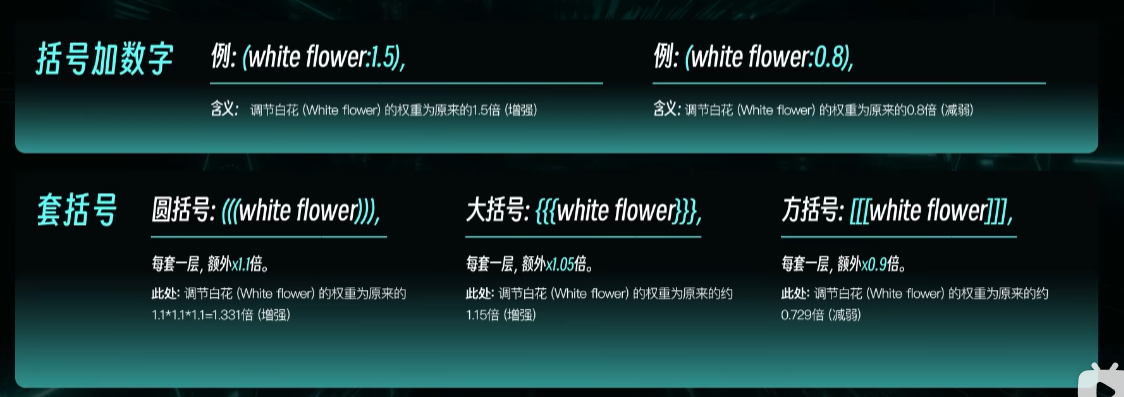 括号加数字
例: (white flower:1.5),
含义： 调节白花 (White flower) 的权重为原来的1.5倍 (增强)
例: (white flower:0.8),
含义: 调节白花 (White flower) 的权重为原来的0.8倍 (减弱)
套括号
圆括号: (((white flower))),
每套一层, 额外x1.1倍。
此处: 调节白花 (White flower) 的权重为原来的
1.1*1.1*1.1=1.331倍 (增强)
大括号: {{{white flower}}},
每套一层, 额外x1.05倍。
此处: 调节白花 (White flower) 的权重为原来的约
1.15倍 (增强)
方括号: [[[white flower]]],
每套一层, 额外x0.9倍。
此处: 调节白花 (White flower) 的权重为原来的约
0.729倍 (减弱)